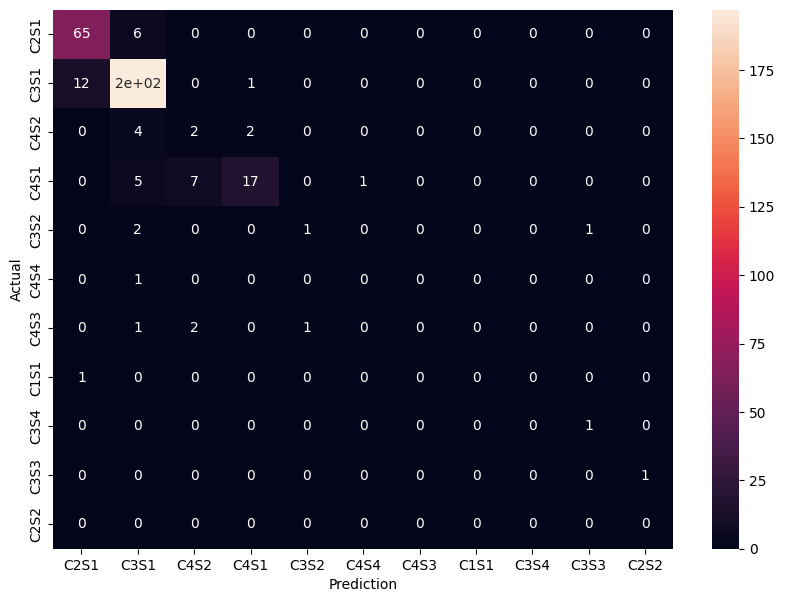 C2S1 65 6 0 0 0 0 0 0 0 0 0
C3S1 12 2e+02 0 1 0 0 0 0 0 0 0
C4S2 0 4 2 2 0 0 0 0 0 0 0
C4S1 0 5 7 17 0 1 0 0 0 0 0
C3S2 0 2 0 0 1 0 0 0 0 1 0
C4S4 0 1 0 0 0 0 0 0 0 0 0
C4S3 0 1 2 0 1 0 0 0 0 0 0
C1S1 1 0 0 0 0 0 0 0 0 0 0
C3S4 0 0 0 0 0 0 0 0 0 1 0
C3S3 0 0 0 0 0 0 0 0 0 0 1
C2S2 0 0 0 0 0 0 0 0 0 0 0
C2S1 C3S1 C4S2 C4S1 C3S2 C4S4 C4S3 C1S1 C3S4 C3S3 C2S2
Prediction
Actual
175
150
125
100
75
50
25
0